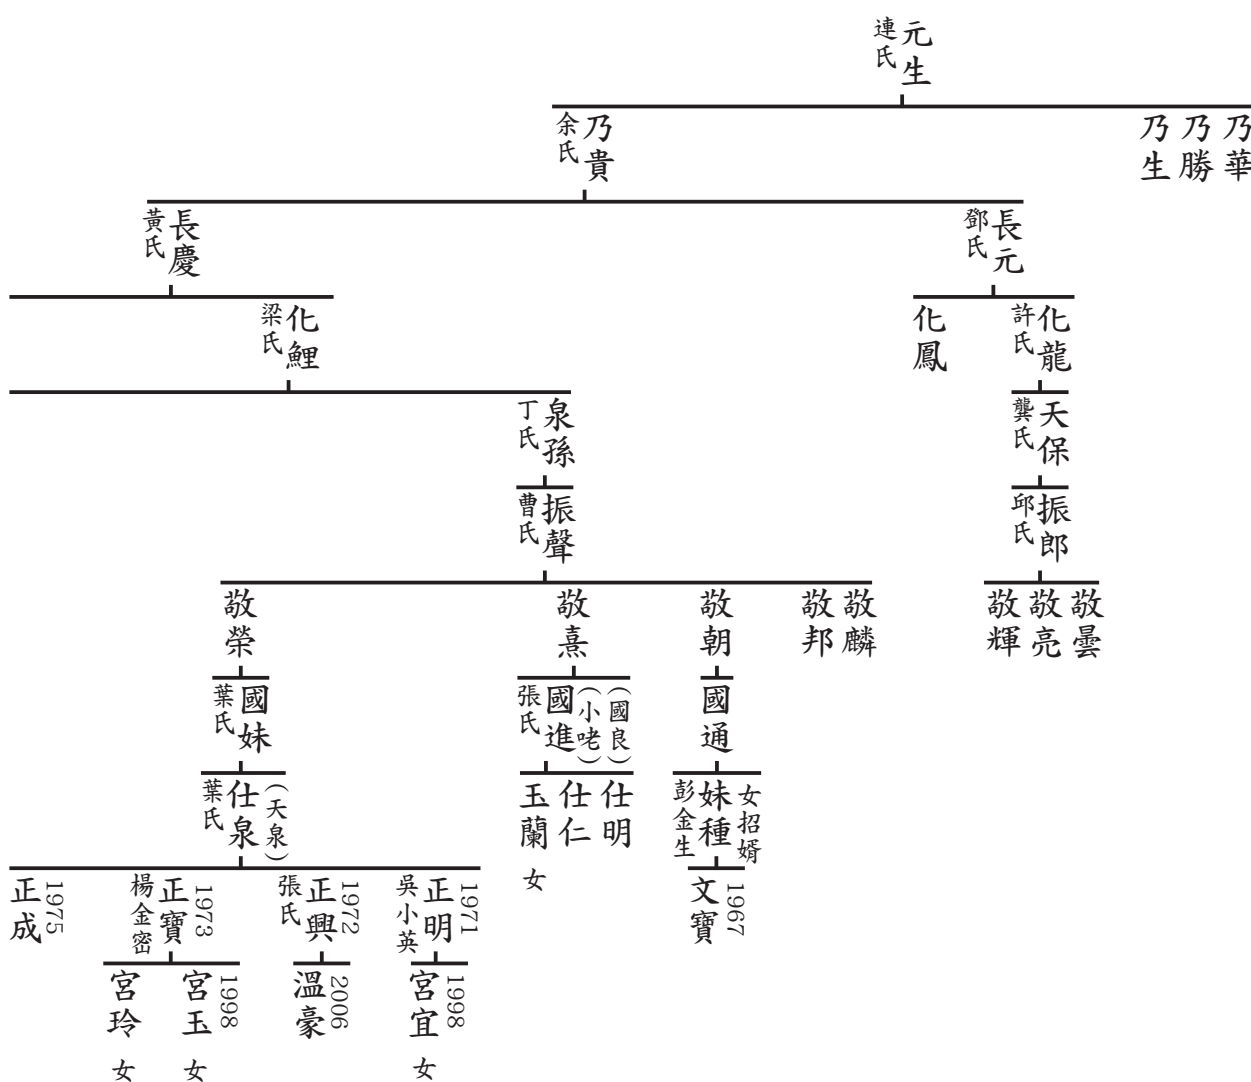 元生
連氏
乃華
乃勝
乃生
乃貴
余氏
長元
鄧氏
長慶
黃氏
化龍
許氏
化鳳
化鯉
梁氏
天保
龔氏
泉孫
丁氏
振郎
邱氏
振聲
曹氏
敬曇
敬亮
敬輝
敬麟
敬邦
敬朝
敬熹
敬榮
國通
(國良)
(小咾)
國進
張氏
國妹
葉氏
女招婿
妹種
彭金生
仕明
仕仁
玉蘭 女
(天泉)
仕泉
葉氏
1967
文寶
1971
正明
吳小英
1972
正興
張氏
1973
正寶
楊金密
1975
正成
1998
宮宜 女
2006
溫豪
1998
宮玉 女
宮玲 女